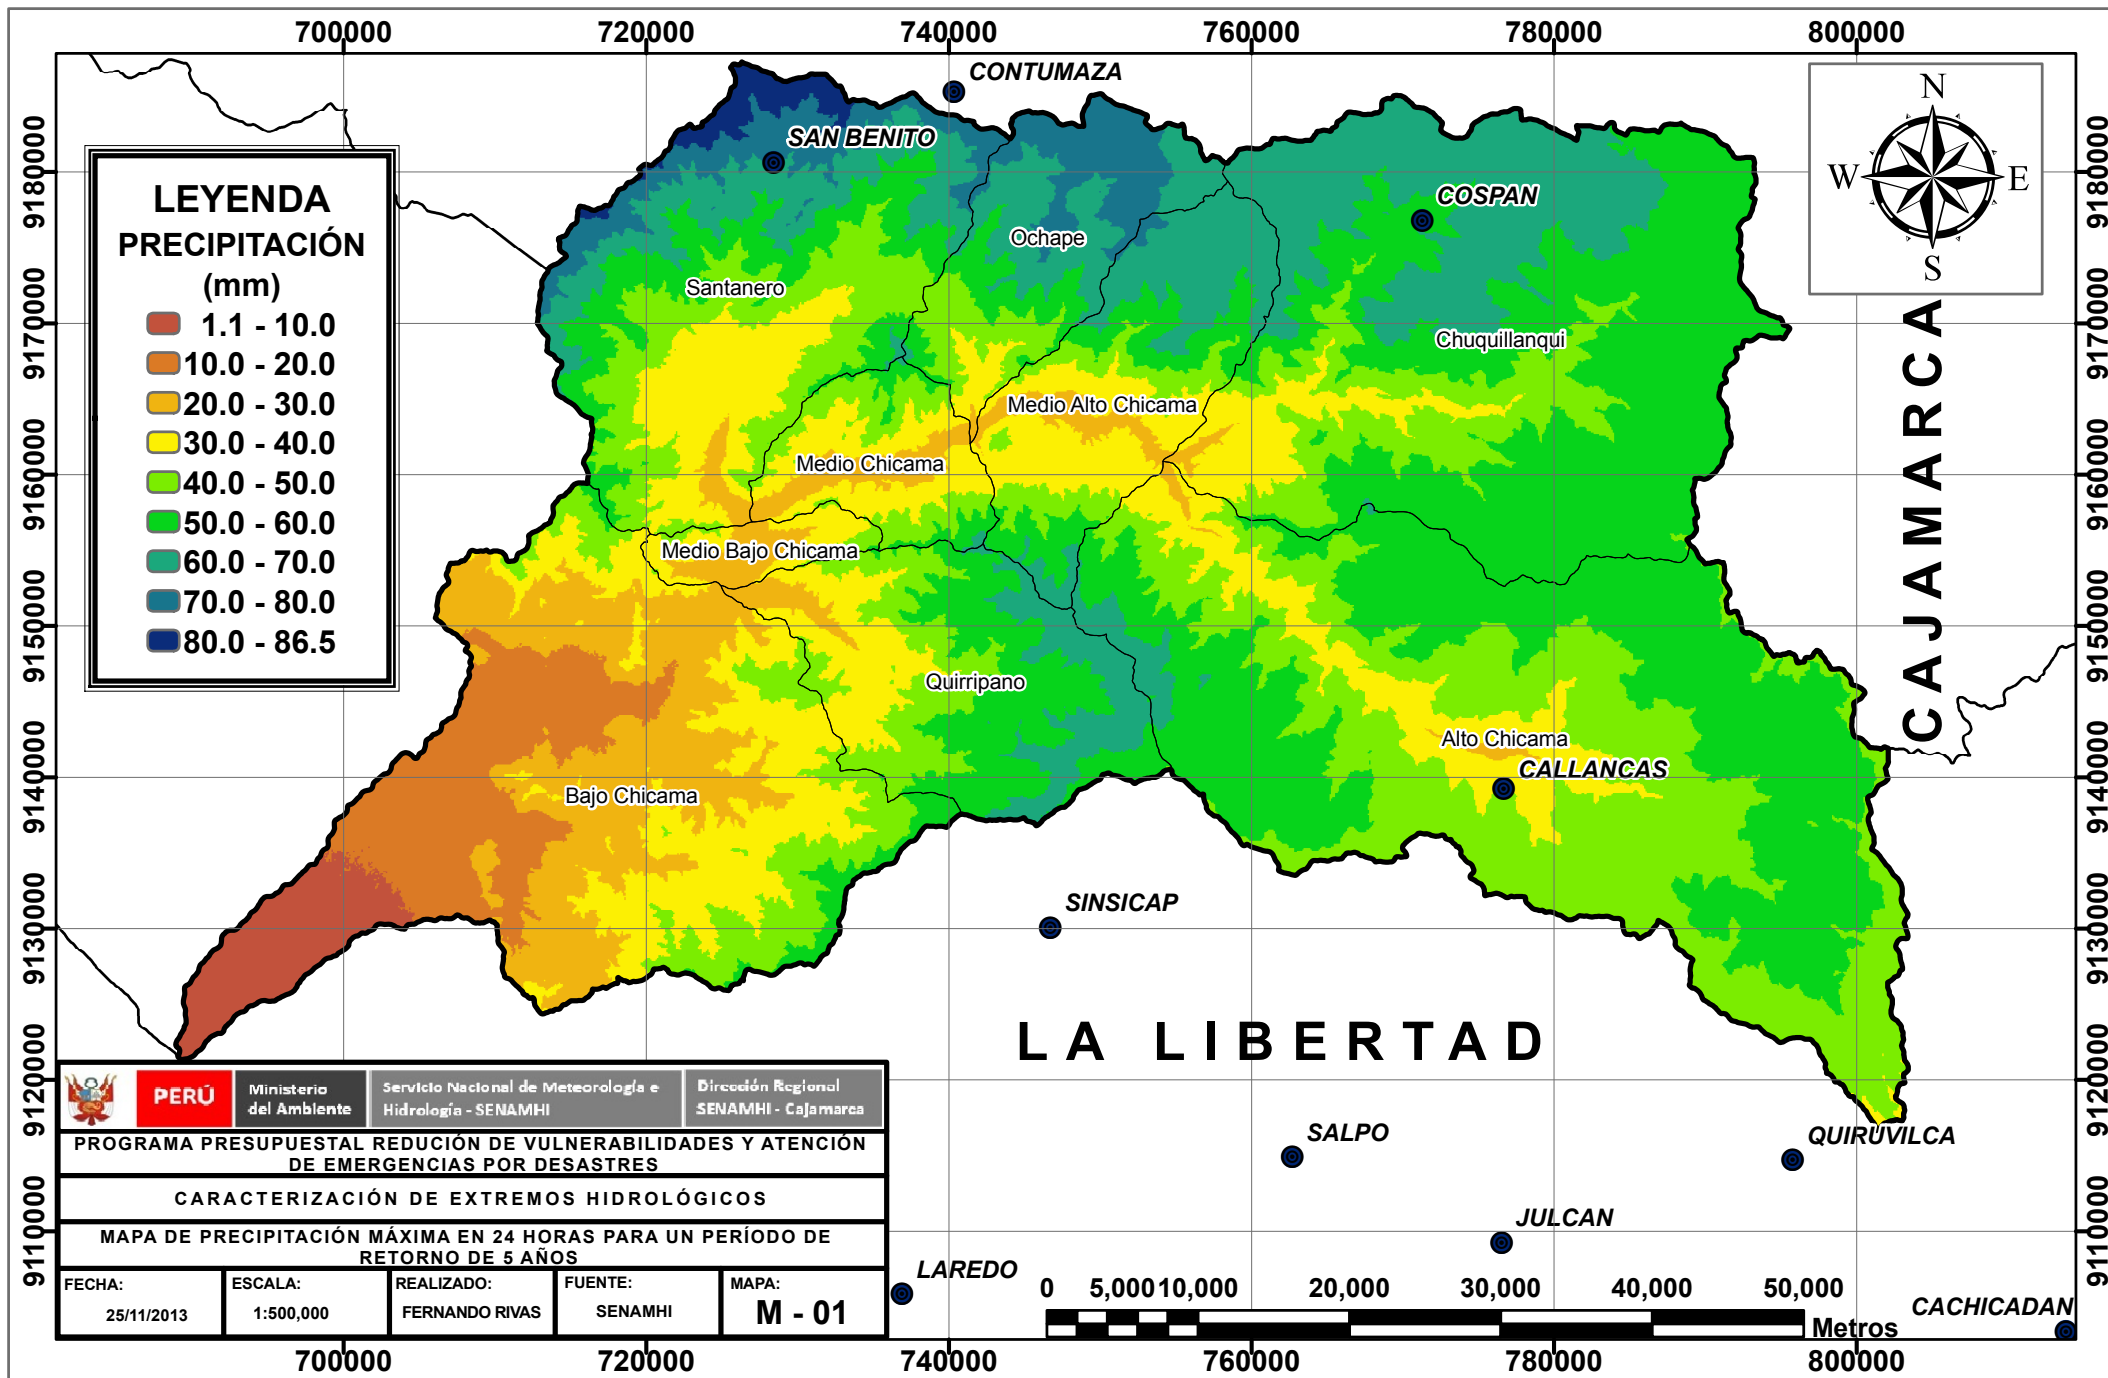 700000 720000 740000 760000 780000 800000
CONTUMAZA
N
W E
S
SAN BENITO
COSPAN
9180000
9180000
LEYENDA
PRECIPITACIÓN
(mm)
1.1 - 10.0
10.0 - 20.0
20.0 - 30.0
30.0 - 40.0
40.0 - 50.0
50.0 - 60.0
60.0 - 70.0
70.0 - 80.0
80.0 - 86.5
Ochape
Santanero
Chuquillanqui
9170000
9170000
Medio Alto Chicama
Medio Chicama
9160000
9160000
Medio Bajo Chicama
CAJAMARCA
9150000
9150000
Quirripano
Alto Chicama
CALLANCAS
9140000
9140000
Bajo Chicama
SINSICAP
9130000
9130000
LA LIBERTAD
9120000
9120000
PERÚ
Ministerio
del Ambiente
Servicio Nacional de Meteorología e
Hidrología - SENAMHI
Dirección Regional
SENAMHI - Cajamarca
PROGRAMA PRESUPUESTAL REDUCIÓN DE VULNERABILIDADES Y ATENCIÓN
DE EMERGENCIAS POR DESASTRES
CARACTERIZACIÓN DE EXTREMOS HIDROLÓGICOS
MAPA DE PRECIPITACIÓN MÁXIMA EN 24 HORAS PARA UN PERÍODO DE
RETORNO DE 5 AÑOS
FECHA:
25/11/2013
ESCALA:
1:500,000
REALIZADO:
FERNANDO RIVAS
FUENTE:
SENAMHI
MAPA:
M - 01
SALPO
QUIRUVILCA
9110000
9110000
JULCAN
LAREDO
CACHICADAN
0 5,000 10,000 20,000 30,000 40,000 50,000
Metros
700000 720000 740000 760000 780000 800000